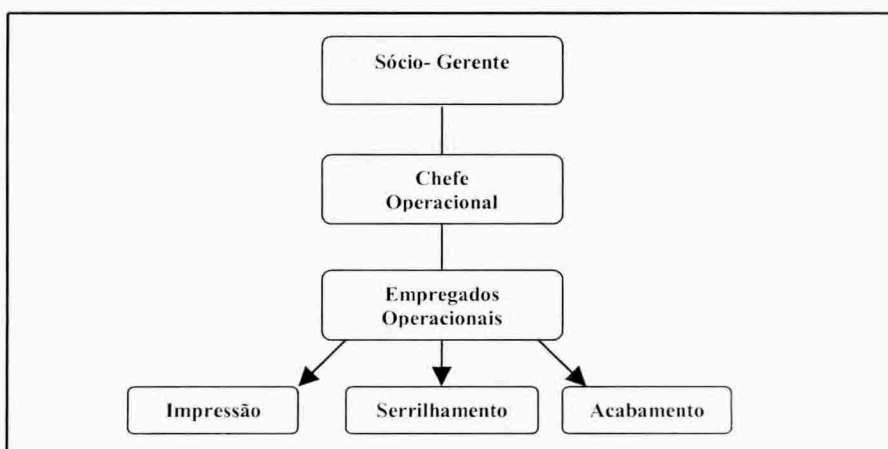 Sócio- Gerente
Chefe
Operacional
Empregados
Operacionais
Impressão
Serrilhamento
Acabamento